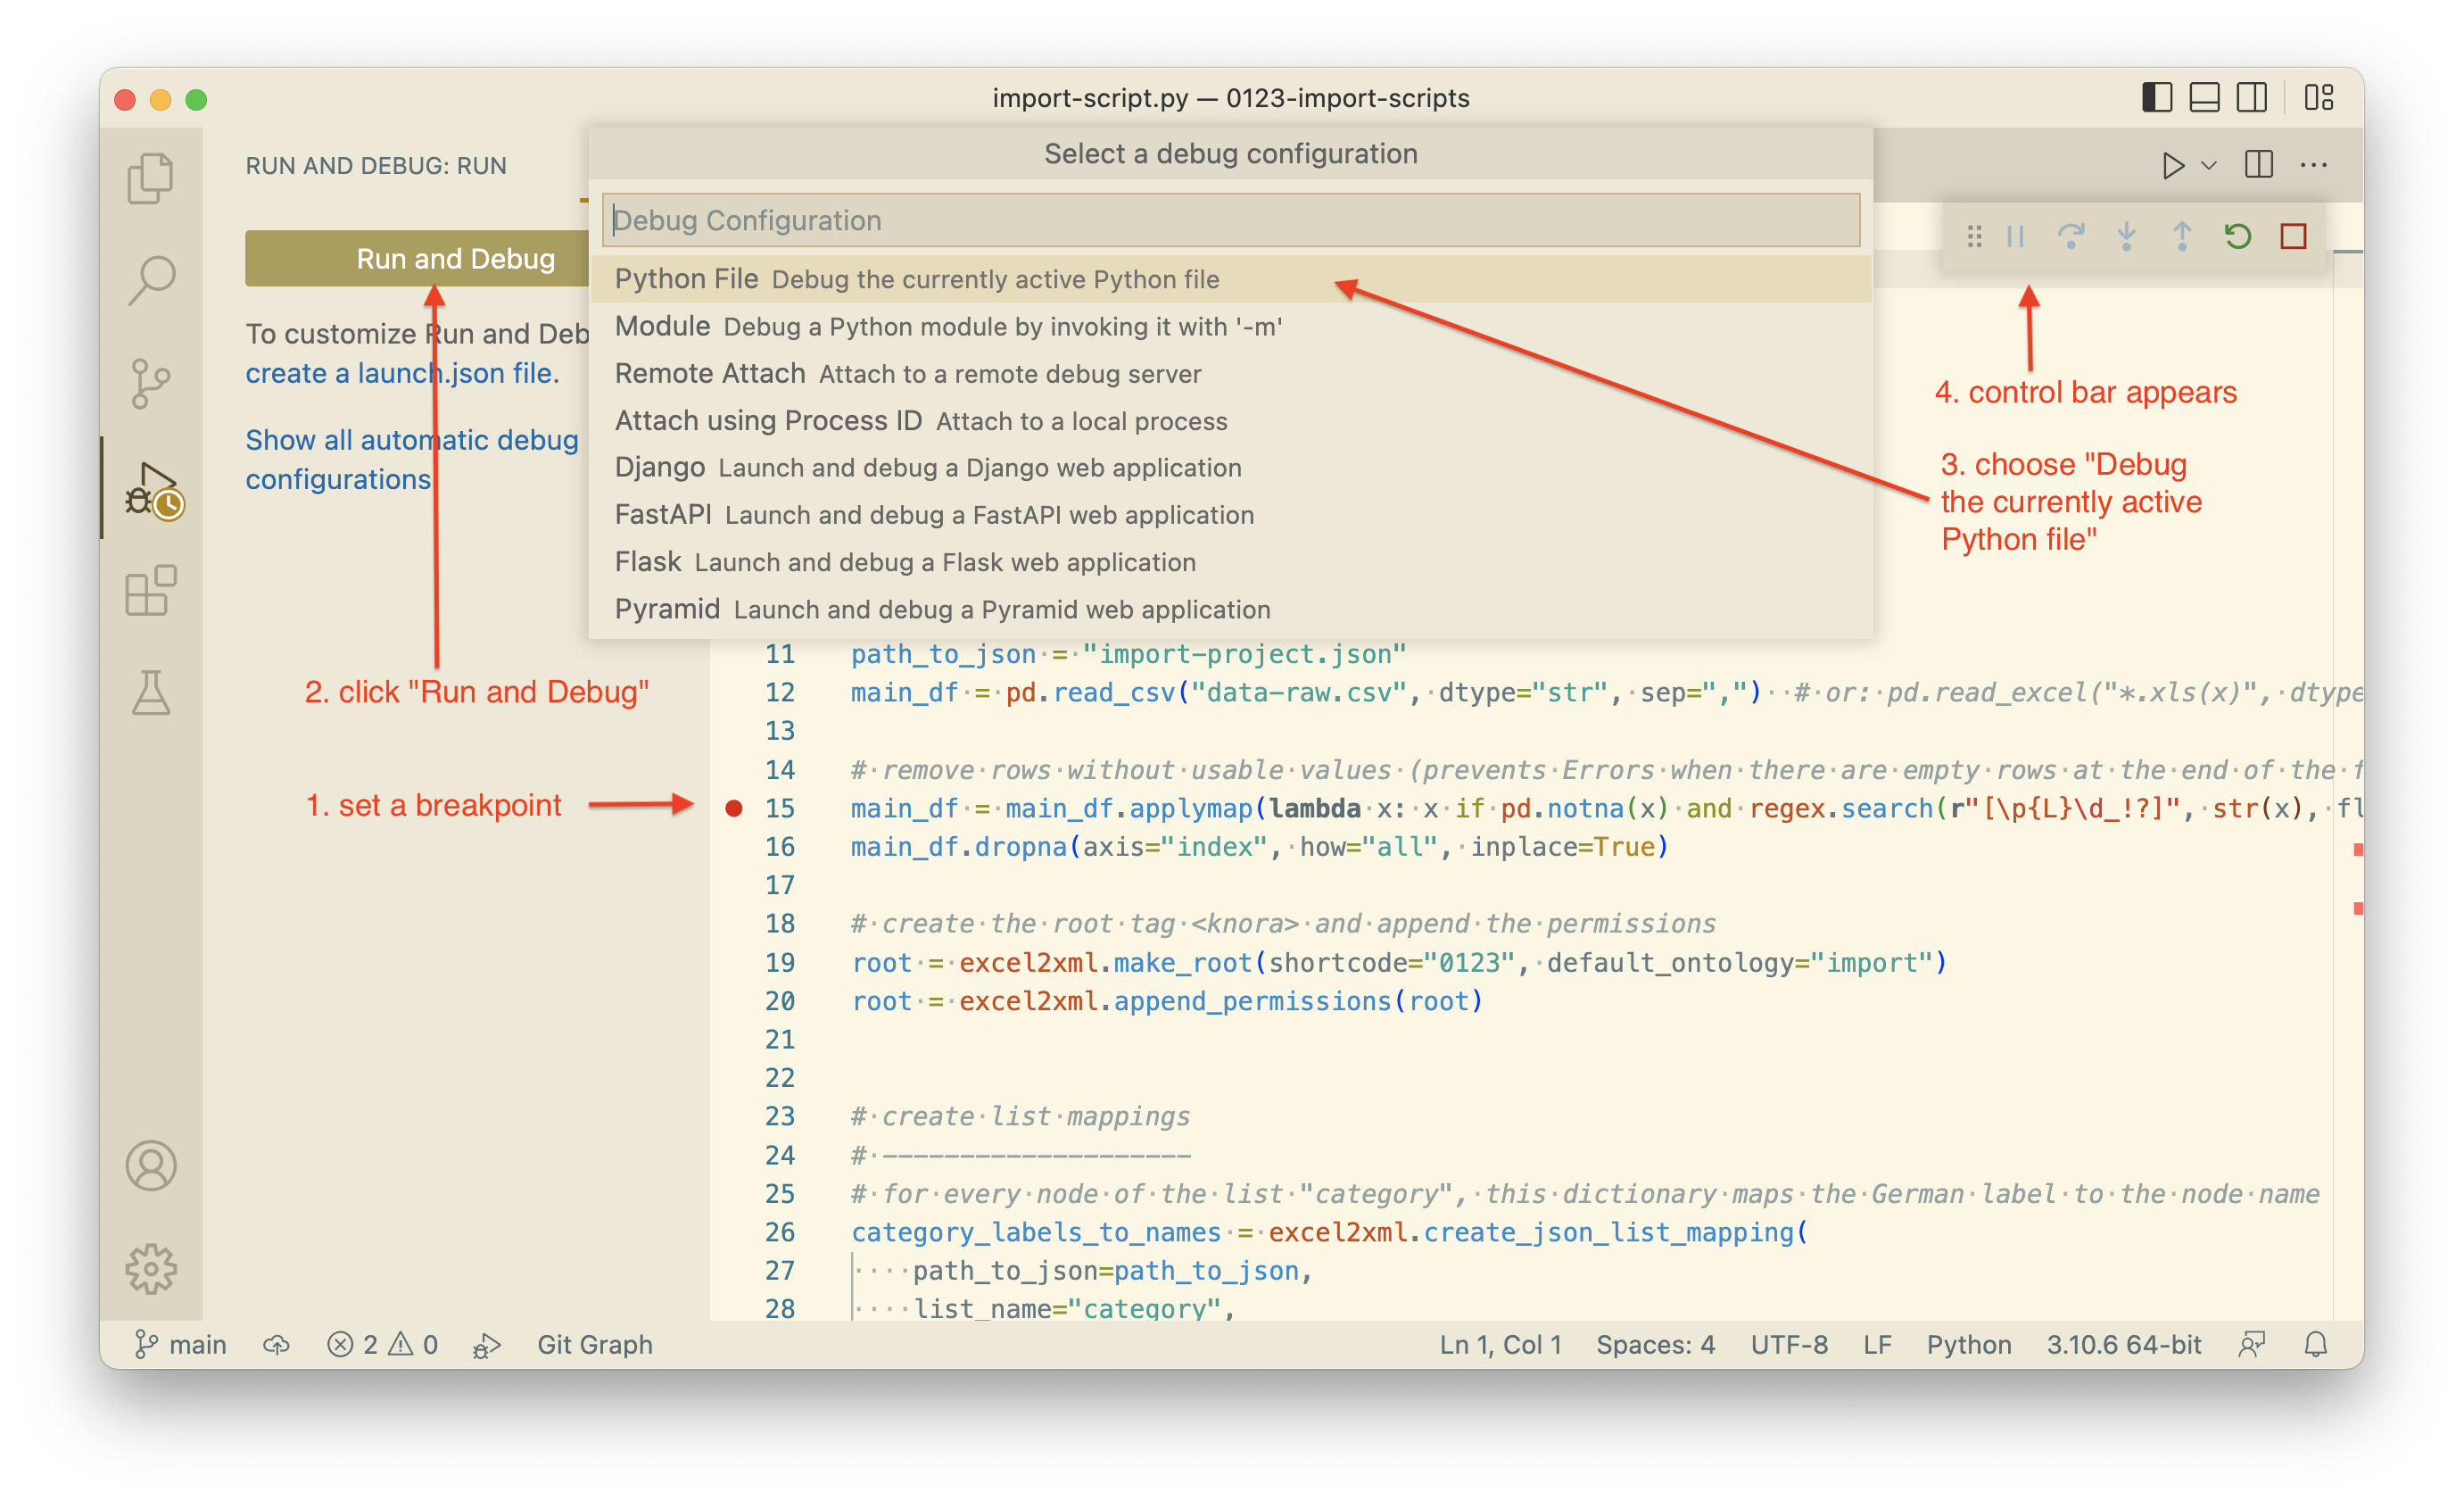 import-script.py — 0123-import-scripts
RUN AND DEBUG: RUN
Select a debug configuration
Debug Configuration
Run and Debug
Python File Debug the currently active Python file
To customize Run and Deb
Module Debug a Python module by invoking it with '-m'
create a launch.json file.
Remote Attach Attach to a remote debug server
4. control bar appears
Attach using Process ID Attach to a local process
Show all automatic debug
configurations
Django Launch and debug a Django web application
3. choose "Debug
the currently active
Python file"
FastAPI Launch and debug a FastAPI web application
Flask Launch and debug a Flask web application
Pyramid Launch and debug a Pyramid web application
2. click "Run and Debug"
1. set a breakpoint
11 path_to_json = "import-project.json"
12 main_df = pd.read_csv("data-raw.csv", dtype="str", sep=",")  # or: pd.read_excel("*.xls(x)", dtype
13
14 # remove rows without usable values (prevents Errors when there are empty rows at the end of the f
15 main_df = main_df.applymap(lambda x: x if pd.notna(x) and regex.search(r"[\p{L}\d_!?]", str(x), fl
16 main_df.dropna(axis="index", how="all", inplace=True)
17
18 # create the root tag <knora> and append the permissions
19 root = excel2xml.make_root(shortcode="0123", default_ontology="import")
20 root = excel2xml.append_permissions(root)
21
22
23 # create list mappings
24 # --------------------
25 # for every node of the list "category", this dictionary maps the German label to the node name
26 category_labels_to_names = excel2xml.create_json_list_mapping(
27     path_to_json=path_to_json,
28     list_name="category",
main 2 0 Git Graph Ln 1, Col 1 Spaces: 4 UTF-8 LF Python 3.10.6 64-bit